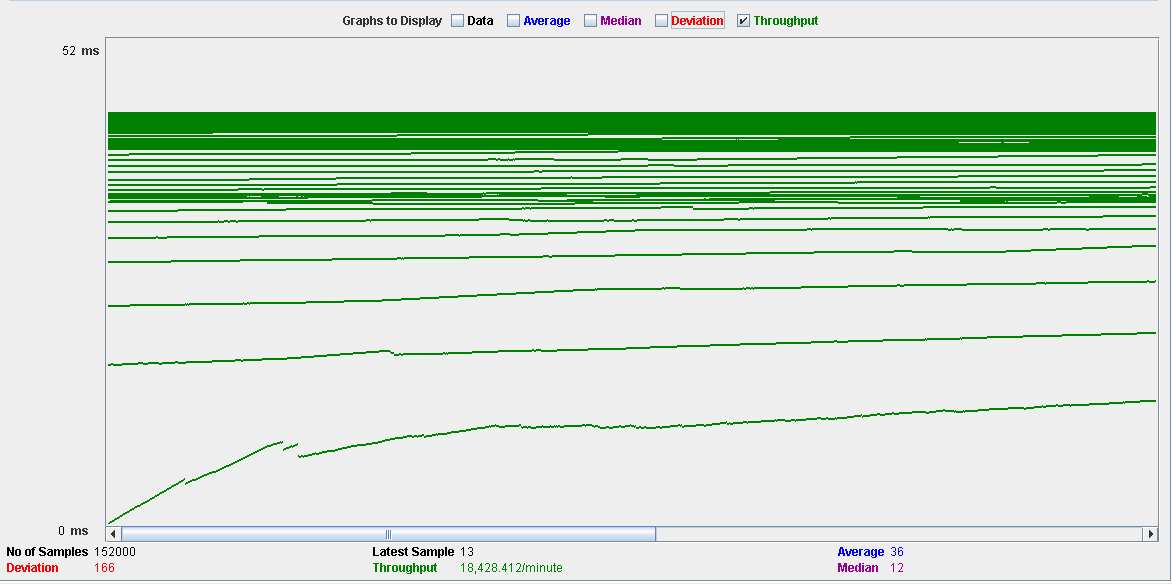 Graphs to Display Data Average Median Deviation Throughput
52 ms
0 ms
No of Samples 152000 Latest Sample 13 Average 36
Deviation 166 Throughput 18,428.412/minute Median 12